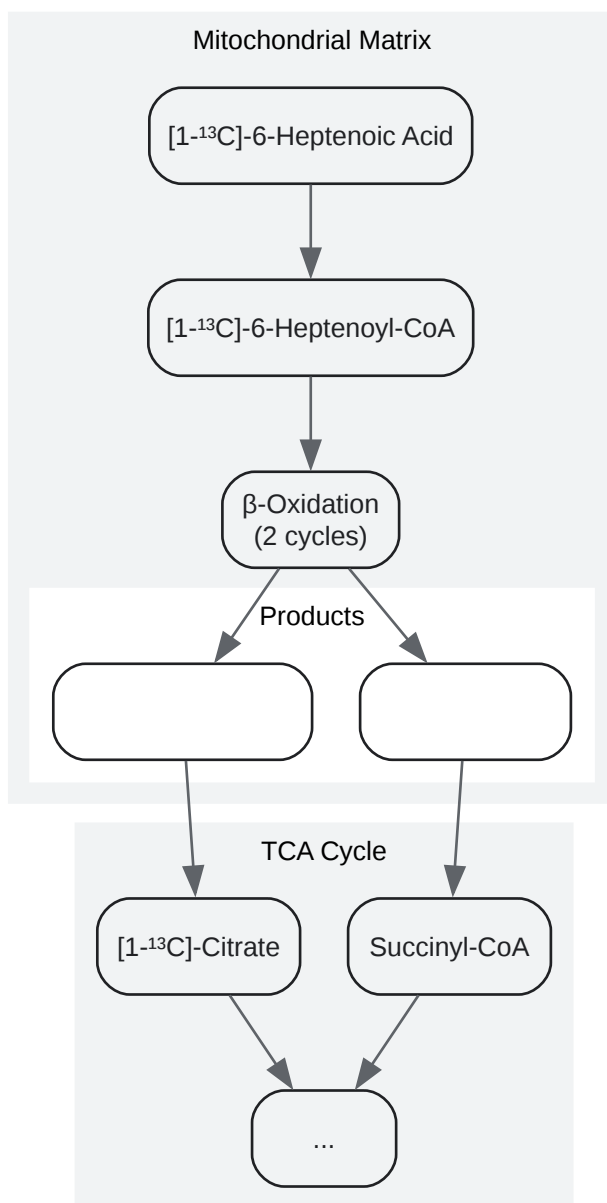 Mitochondrial Matrix
[1-¹³C]-6-Heptenoic Acid
[1-¹³C]-6-Heptenoyl-CoA
β-Oxidation
(2 cycles)
Products
TCA Cycle
[1-¹³C]-Citrate
Succinyl-CoA
...